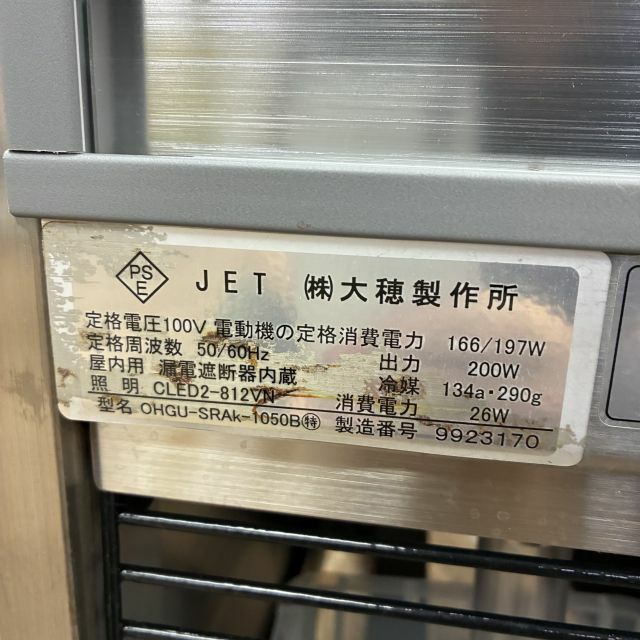 PS
E
JET (株)大穂製作所
定格電圧100V 電動機の定格消費電力 166/197W
定格周波数 50/60Hz 出力 200W
屋内用 漏電遮断器内蔵 冷媒 134a・290g
照明 CLED2-812VN 消費電力 26W
型名 OHGU-SRAk-1050B㊕ 製造番号 9923170